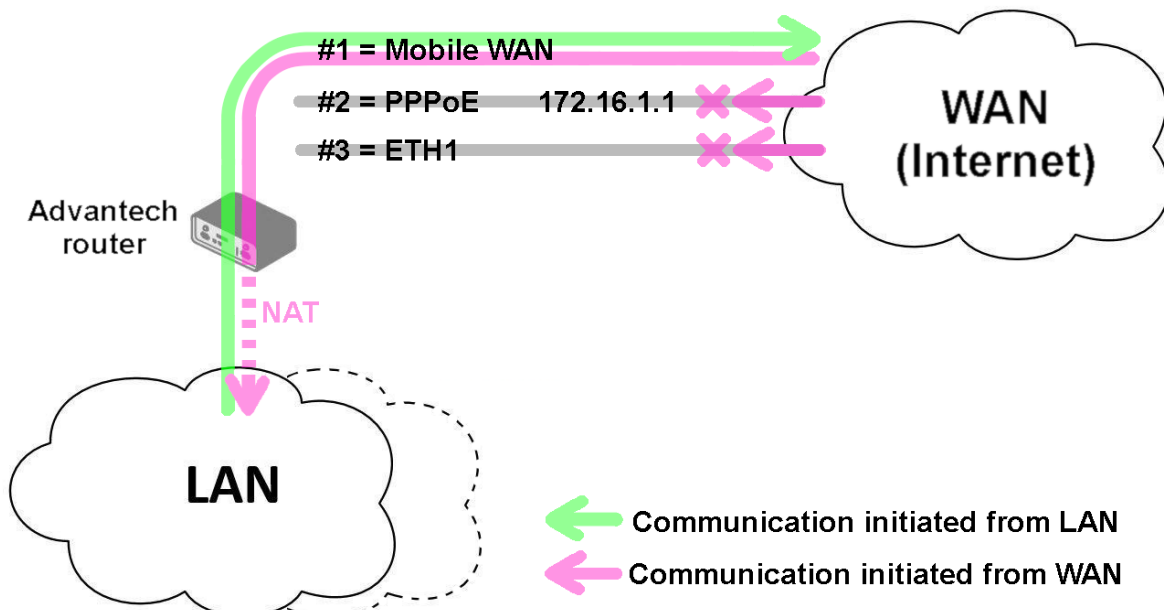 #1 = Mobile WAN
#2 = PPPoE 172.16.1.1
#3 = ETH1
WAN
(Internet)
Advantech
router
NAT
LAN
Communication initiated from LAN
Communication initiated from WAN